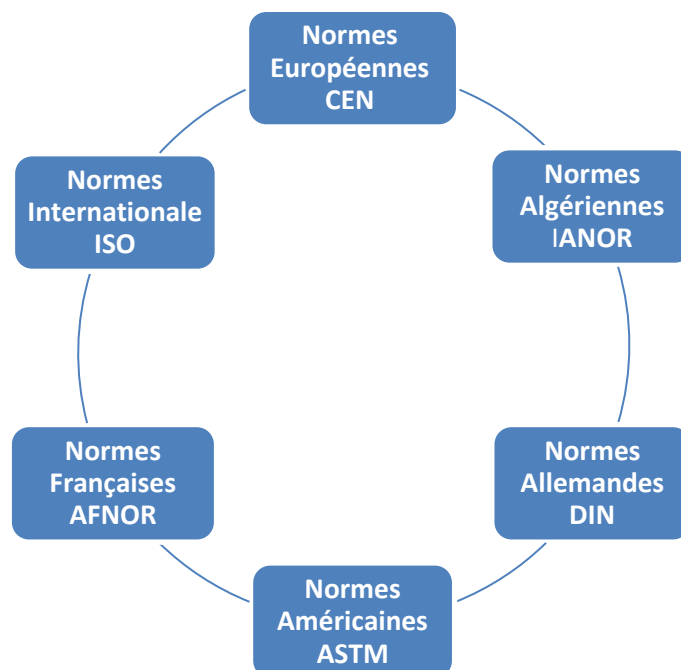 Normes
Européennes
CEN
Normes
Algériennes
IANOR
Normes
Allemandes
DIN
Normes
Américaines
ASTM
Normes
Françaises
AFNOR
Normes
Internationale
ISO